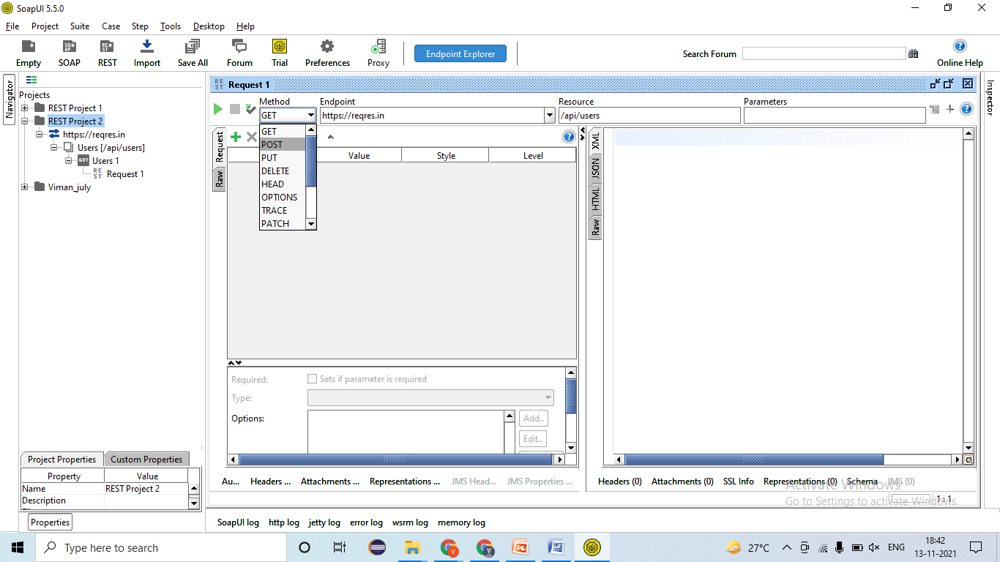 SoapUI 5.5.0
File Project Suite Case Step Tools Desktop Help
Empty SOAP REST Import Save All Forum Trial Preferences Proxy Endpoint Explorer Search Forum Online Help
Navigator
Projects
REST Project 1
REST Project 2
https://reqres.in
Users [/api/users]
GET Users 1
REST Request 1
Viman_july
REST Request 1
Inspector
Method Endpoint Resource Parameters
GET https://reqres.in /api/users
GET
POST
PUT
DELETE
HEAD
OPTIONS
TRACE
PATCH
Request
Raw
Value Style Level
XML
JSON
HTML
Raw
Required: Sets if parameter is required
Type:
Options: Add..
Edit..
Au... Headers ... Attachments ... Representations ... JMS Head... JMS Properties ...
Headers (0) Attachments (0) SSL Info Representations (0) Schema JMS (0)
Activate Windows
Go to Settings to activate Windows.
1 : 1
Project Properties Custom Properties
Property Value
Name REST Project 2
Description
Properties
SoapUI log http log jetty log error log wsrm log memory log
Type here to search
27°C ENG 18:42
13-11-2021